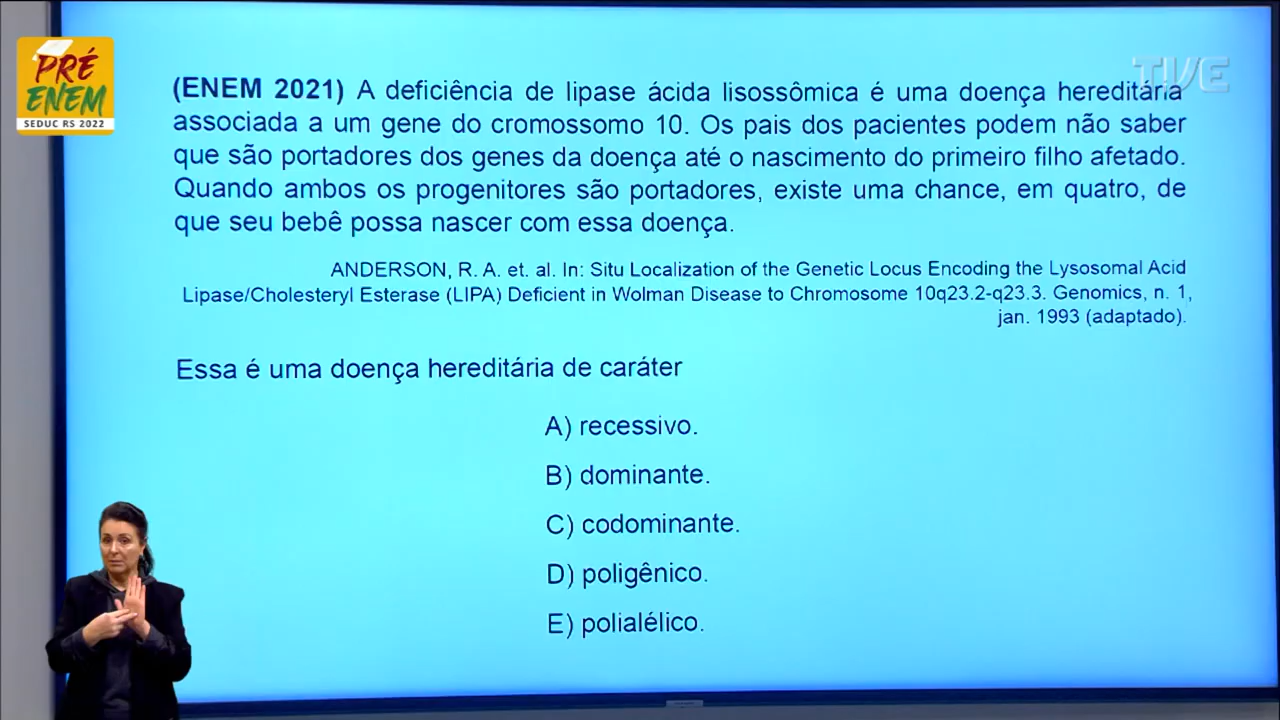 PRÉ
ENEM
SEDUC RS 2022
TVE
(ENEM 2021) A deficiência de lipase ácida lisossômica é uma doença hereditária
associada a um gene do cromossomo 10. Os pais dos pacientes podem não saber
que são portadores dos genes da doença até o nascimento do primeiro filho afetado.
Quando ambos os progenitores são portadores, existe uma chance, em quatro, de
que seu bebê possa nascer com essa doença.
ANDERSON, R. A. et. al. In: Situ Localization of the Genetic Locus Encoding the Lysosomal Acid
Lipase/Cholesteryl Esterase (LIPA) Deficient in Wolman Disease to Chromosome 10q23.2-q23.3. Genomics, n. 1,
jan. 1993 (adaptado).
Essa é uma doença hereditária de caráter
A) recessivo.
B) dominante.
C) codominante.
D) poligênico.
E) polialélico.